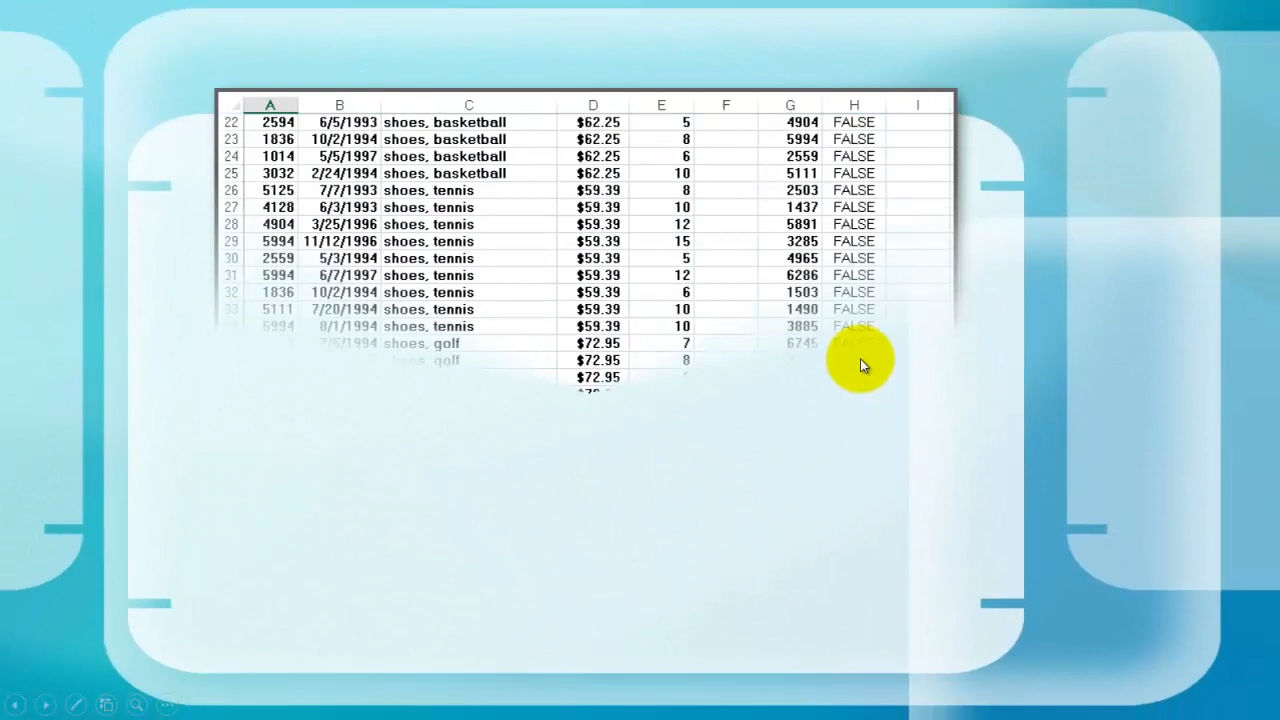 A B C D E F G H I
22 2594 6/5/1993 shoes, basketball $62.25 5 4904 FALSE
23 1836 10/2/1994 shoes, basketball $62.25 8 5994 FALSE
24 1014 5/5/1997 shoes, basketball $62.25 6 2559 FALSE
25 3032 2/24/1994 shoes, basketball $62.25 10 5111 FALSE
26 5125 7/7/1993 shoes, tennis $59.39 8 2503 FALSE
27 4128 6/3/1993 shoes, tennis $59.39 10 1437 FALSE
28 4904 3/25/1996 shoes, tennis $59.39 12 5891 FALSE
29 5994 11/12/1996 shoes, tennis $59.39 15 3285 FALSE
30 2559 5/3/1994 shoes, tennis $59.39 5 4965 FALSE
31 5994 6/7/1997 shoes, tennis $59.39 12 6286 FALSE
32 1836 10/2/1994 shoes, tennis $59.39 6 1503 FALSE
33 5111 7/20/1994 shoes, tennis $59.39 10 1490 FALSE
5994 8/1/1994 shoes, tennis $59.39 10 3885 FALSE
shoes, golf $72.95 7 6745 FALSE
shoes, golf $72.95 8
$72.95